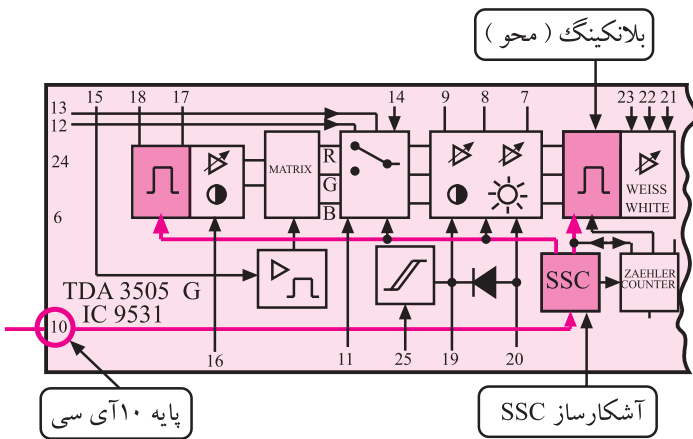 بلانکینگ ( محو )
15 18 17 14 9 8 7 23 22 21
13
12
24
6
MATRIX
R
G
B
WEISS
WHITE
SSC
ZAEHLER
COUNTER
TDA 3505 G
IC 9531
10
16 11 25 19 20
پایه ۱۰ آی سی
آشکارساز SSC